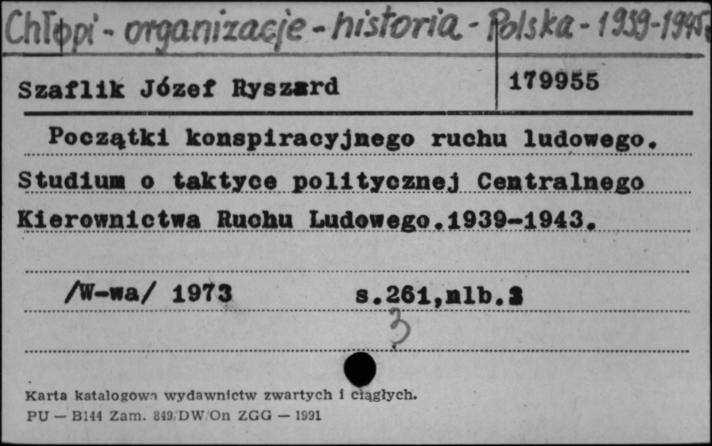 Chłopi - organizacje - historia - Polska - 1939-1945
Szaflik Józef Ryszard 179955
Początki konspiracyjnego ruchu ludowego.
Studium o taktyce politycznej Centralnego
Kierownictwa Ruchu Ludowego.1939-1943.
/W-wa/ 1973 s.261,nlb.3
3
Karta katalogowa wydawnictw zwartych i ciągłych.
PU — B144 Zam. 849/DW/On ZGG — 1991